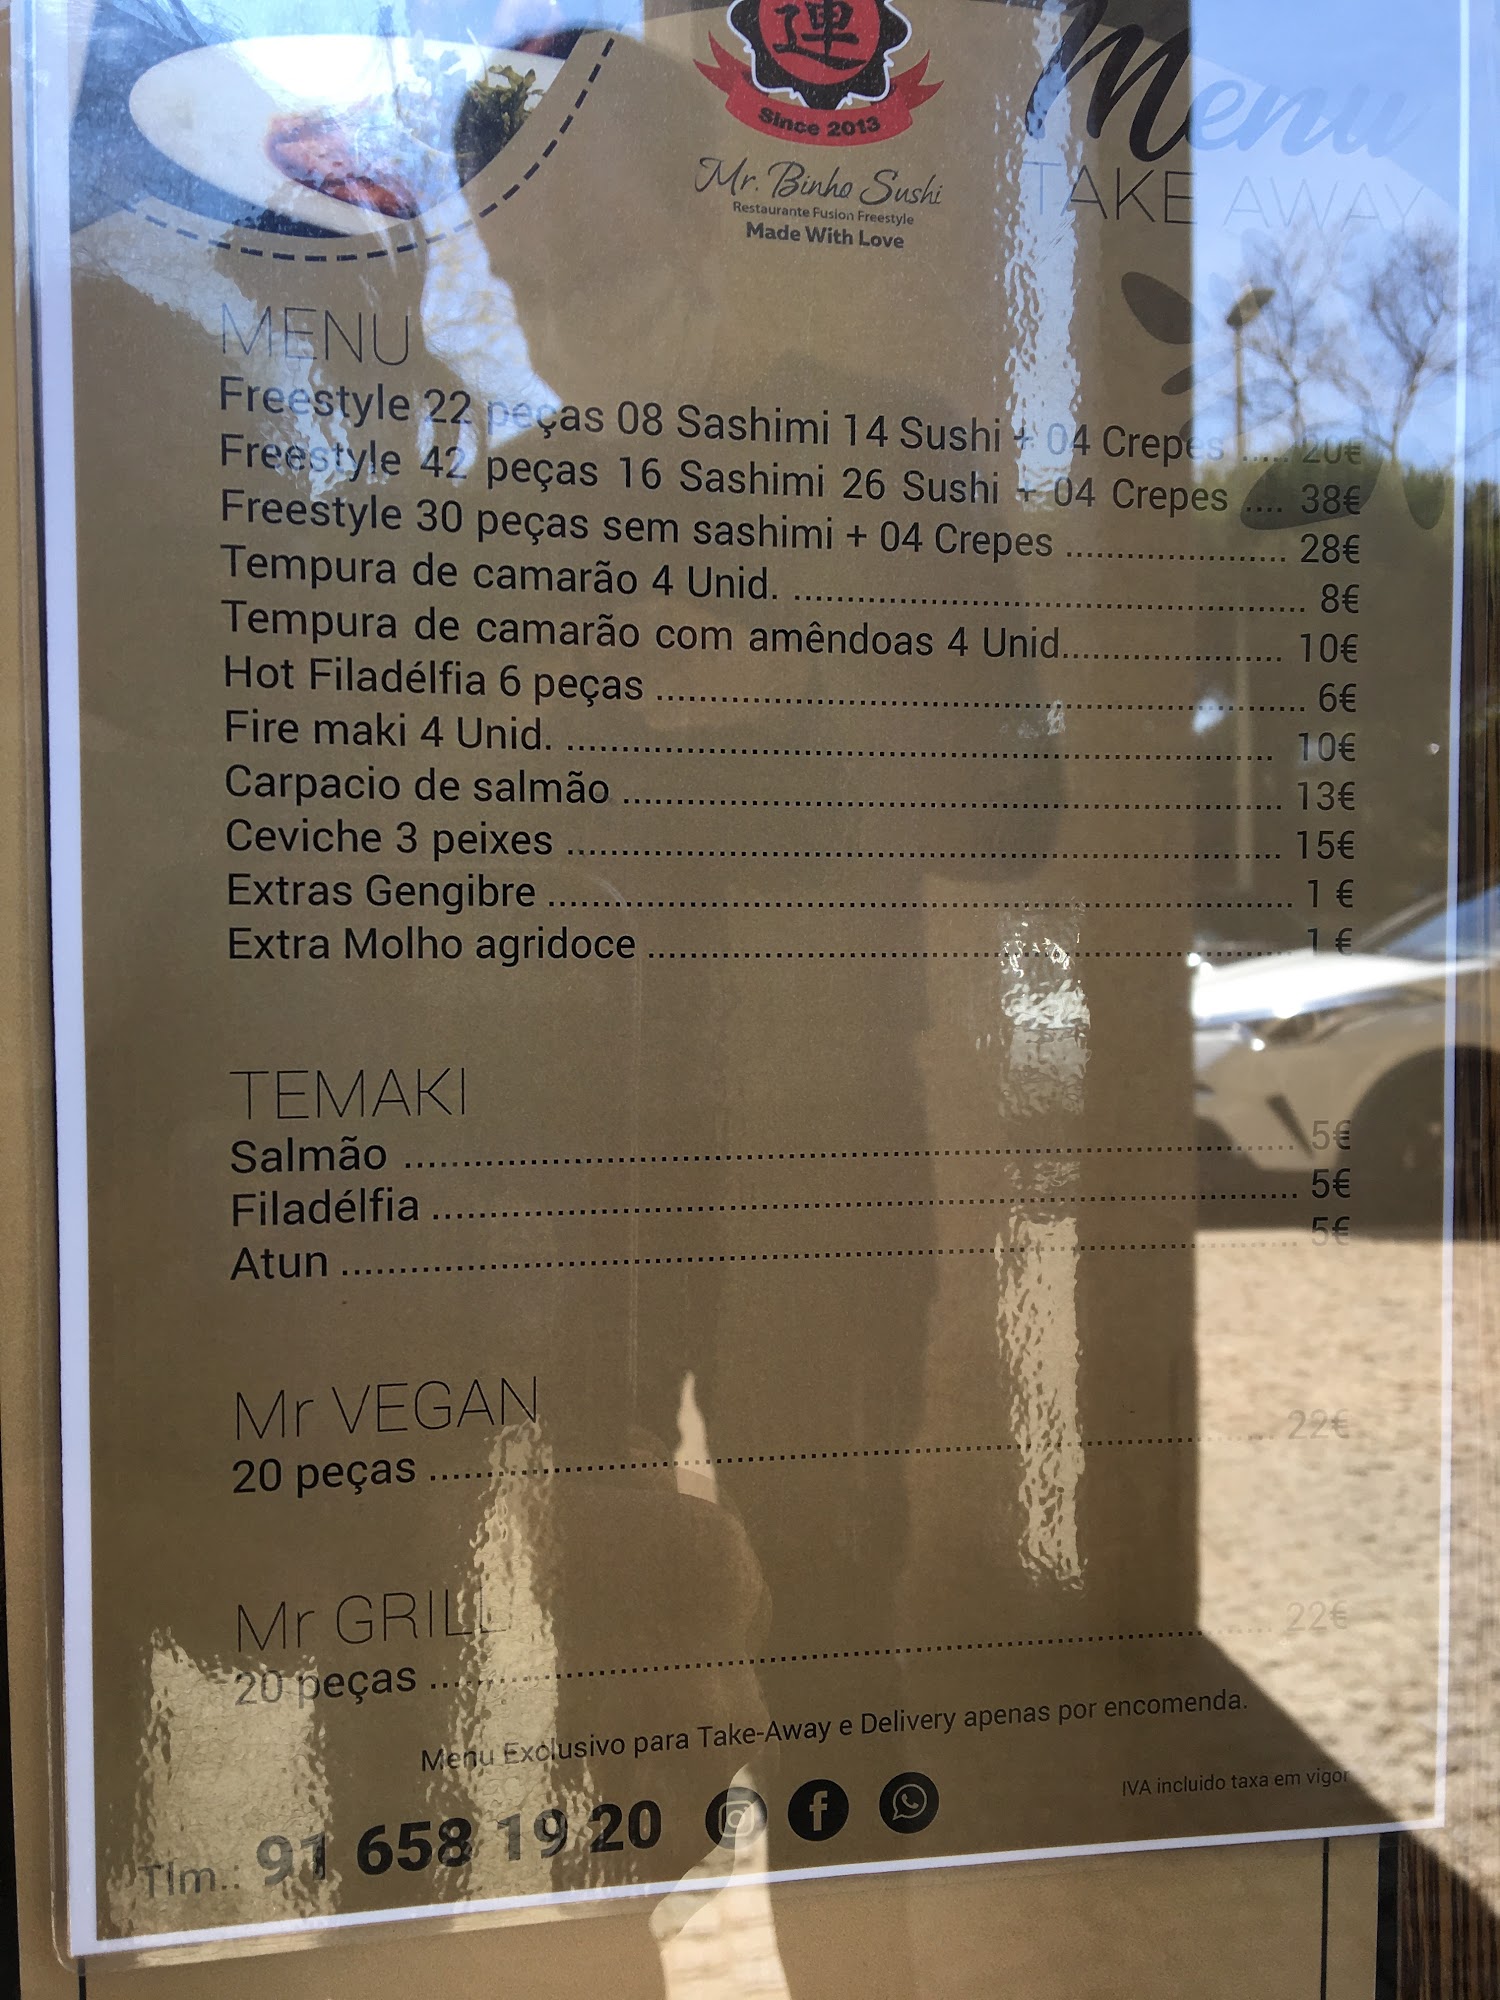 連
Since 2013
Mr. Binho Sushi
Restaurante Fusion Freestyle
Made With Love
Menu
TAKE AWAY
MENU
Freestyle 22 peças 08 Sashimi 14 Sushi + 04 Crepes ..... 20€
Freestyle 42 peças 16 Sashimi 26 Sushi + 04 Crepes .... 38€
Freestyle 30 peças sem sashimi + 04 Crepes ........................ 28€
Tempura de camarão 4 Unid. ........................................................ 8€
Tempura de camarão com amêndoas 4 Unid........................ 10€
Hot Filadélfia 6 peças ...................................................................... 6€
Fire maki 4 Unid. ............................................................................ 10€
Carpacio de salmão ....................................................................... 13€
Ceviche 3 peixes ............................................................................. 15€
Extras Gengibre ................................................................................ 1 €
Extra Molho agridoce ..................................................................... 1 €
TEMAKI
Salmão ................................................................................................ 5€
Filadélfia ............................................................................................. 5€
Atun ....................................................................................................... 5€
Mr VEGAN
20 peças ........................................................................................... 22€
Mr GRILL
20 peças ........................................................................................... 22€
Menu Exclusivo para Take-Away e Delivery apenas por encomenda.
IVA incluido taxa em vigor
Tlm.: 91 658 19 20